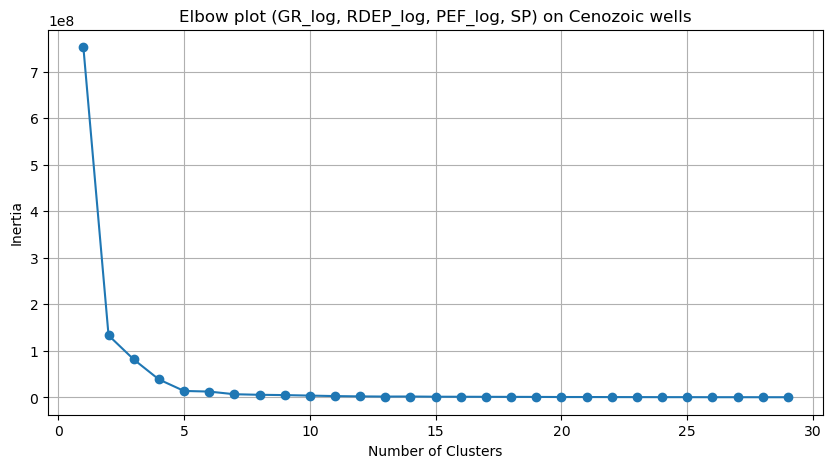 Elbow plot (GR_log, RDEP_log, PEF_log, SP) on Cenozoic wells
1e8
7
6
5
4
3
2
1
0
Inertia
0 5 10 15 20 25 30
Number of Clusters